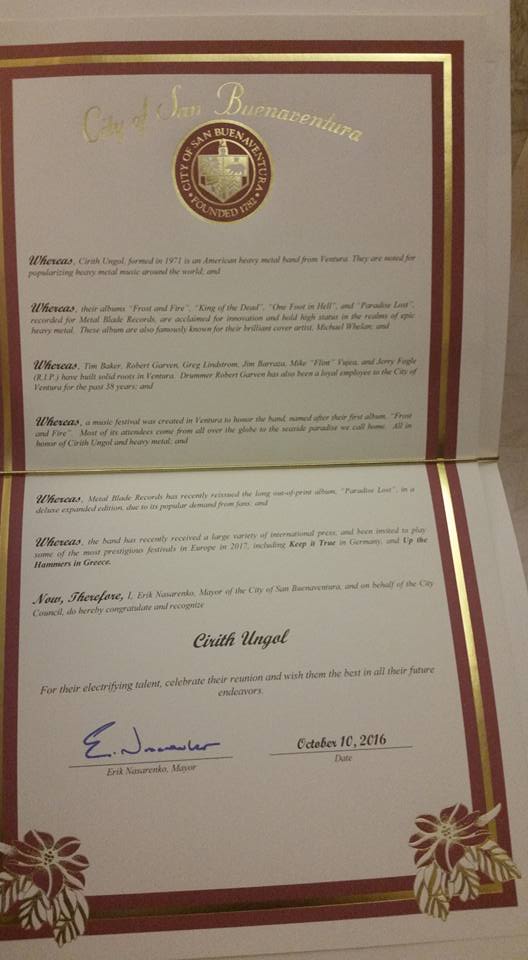 City of San Buenaventura
CITY OF SAN BUENAVENTURA
• FOUNDED 1782 •
Whereas, Cirith Ungol, formed in 1971 is an American heavy metal band from Ventura. They are noted for
popularizing heavy metal music around the world; and
Whereas, their albums "Frost and Fire", "King of the Dead", "One Foot in Hell", and "Paradise Lost",
recorded for Metal Blade Records, are acclaimed for innovation and hold high status in the realms of epic
heavy metal. These album are also famously known for their brilliant cover artist, Michael Whelan; and
Whereas, Tim Baker, Robert Garven, Greg Lindstrom, Jim Barraza, Mike "Flint" Vujea, and Jerry Fogle
(R.I.P.) have built solid roots in Ventura. Drummer Robert Garven has also been a loyal employee to the City of
Ventura for the past 38 years; and
Whereas, a music festival was created in Ventura to honor the band, named after their first album, "Frost
and Fire". Most of its attendees come from all over the globe to the seaside paradise we call home. All in
honor of Cirith Ungol and heavy metal; and
Whereas, Metal Blade Records has recently reissued the long out-of-print album, "Paradise Lost", in a
deluxe expanded edition, due to its popular demand from fans; and
Whereas, the band has recently received a large variety of international press, and been invited to play
some of the most prestigious festivals in Europe in 2017, including Keep it True in Germany, and Up the
Hammers in Greece.
Now, Therefore, I, Erik Nasarenko, Mayor of the City of San Buenaventura, and on behalf of the City
Council, do hereby congratulate and recognize
Cirith Ungol
For their electrifying talent, celebrate their reunion and wish them the best in all their future
endeavors.
E. Nasarenko
October 10, 2016
Erik Nasarenko, Mayor
Date